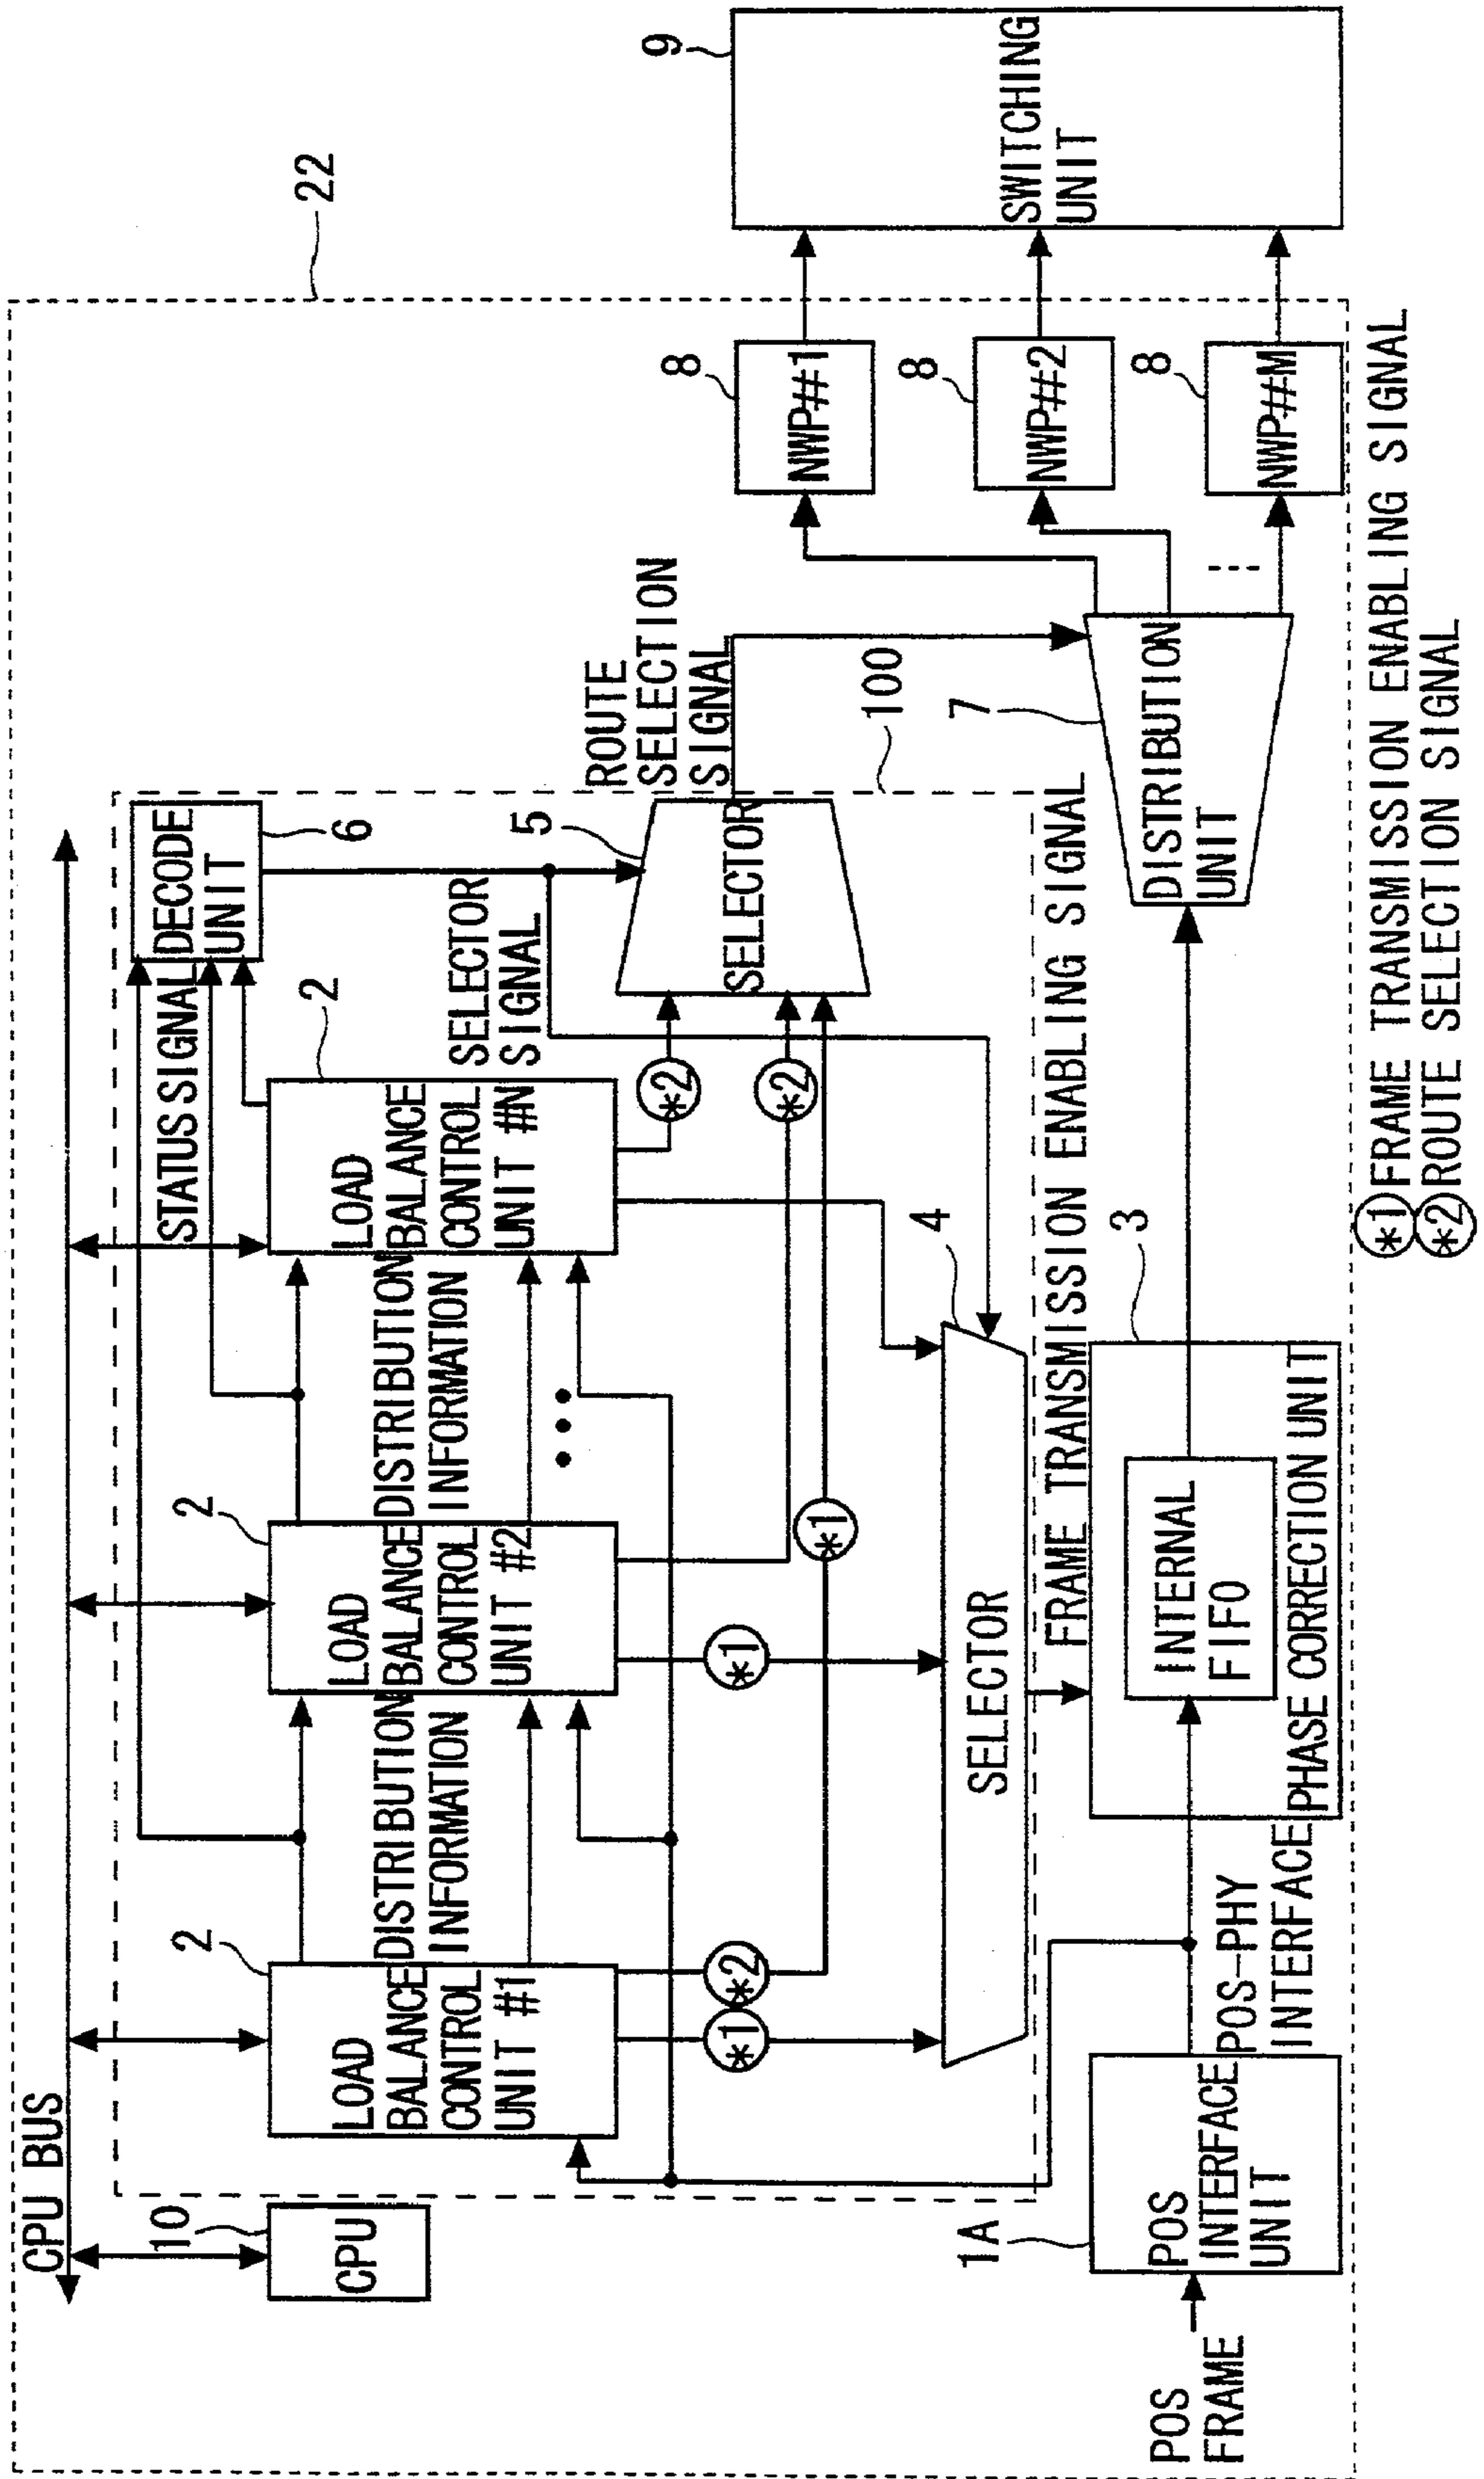 22
CPU BUS
10
CPU
STATUS SIGNAL
DECODE
UNIT
6
2
LOAD
BALANCE
CONTROL
UNIT #1
DISTRIBUTION
INFORMATION
2
LOAD
BALANCE
CONTROL
UNIT #2
DISTRIBUTION
INFORMATION
2
LOAD
BALANCE
CONTROL
UNIT #N
SELECTOR
SIGNAL
5
SELECTOR
ROUTE
SELECTION
SIGNAL
100
*1
*2
*1
*1
*2
*2
4
SELECTOR
FRAME TRANSMISSION ENABLING SIGNAL
POS
FRAME
1A
POS
INTERFACE
UNIT
POS-PHY
INTERFACE
3
INTERNAL
FIFO
PHASE CORRECTION UNIT
7
DISTRIBUTION
UNIT
8
NWP#1
8
NWP#2
8
NWP#M
9
SWITCHING
UNIT
*1 FRAME TRANSMISSION ENABLING SIGNAL
*2 ROUTE SELECTION SIGNAL